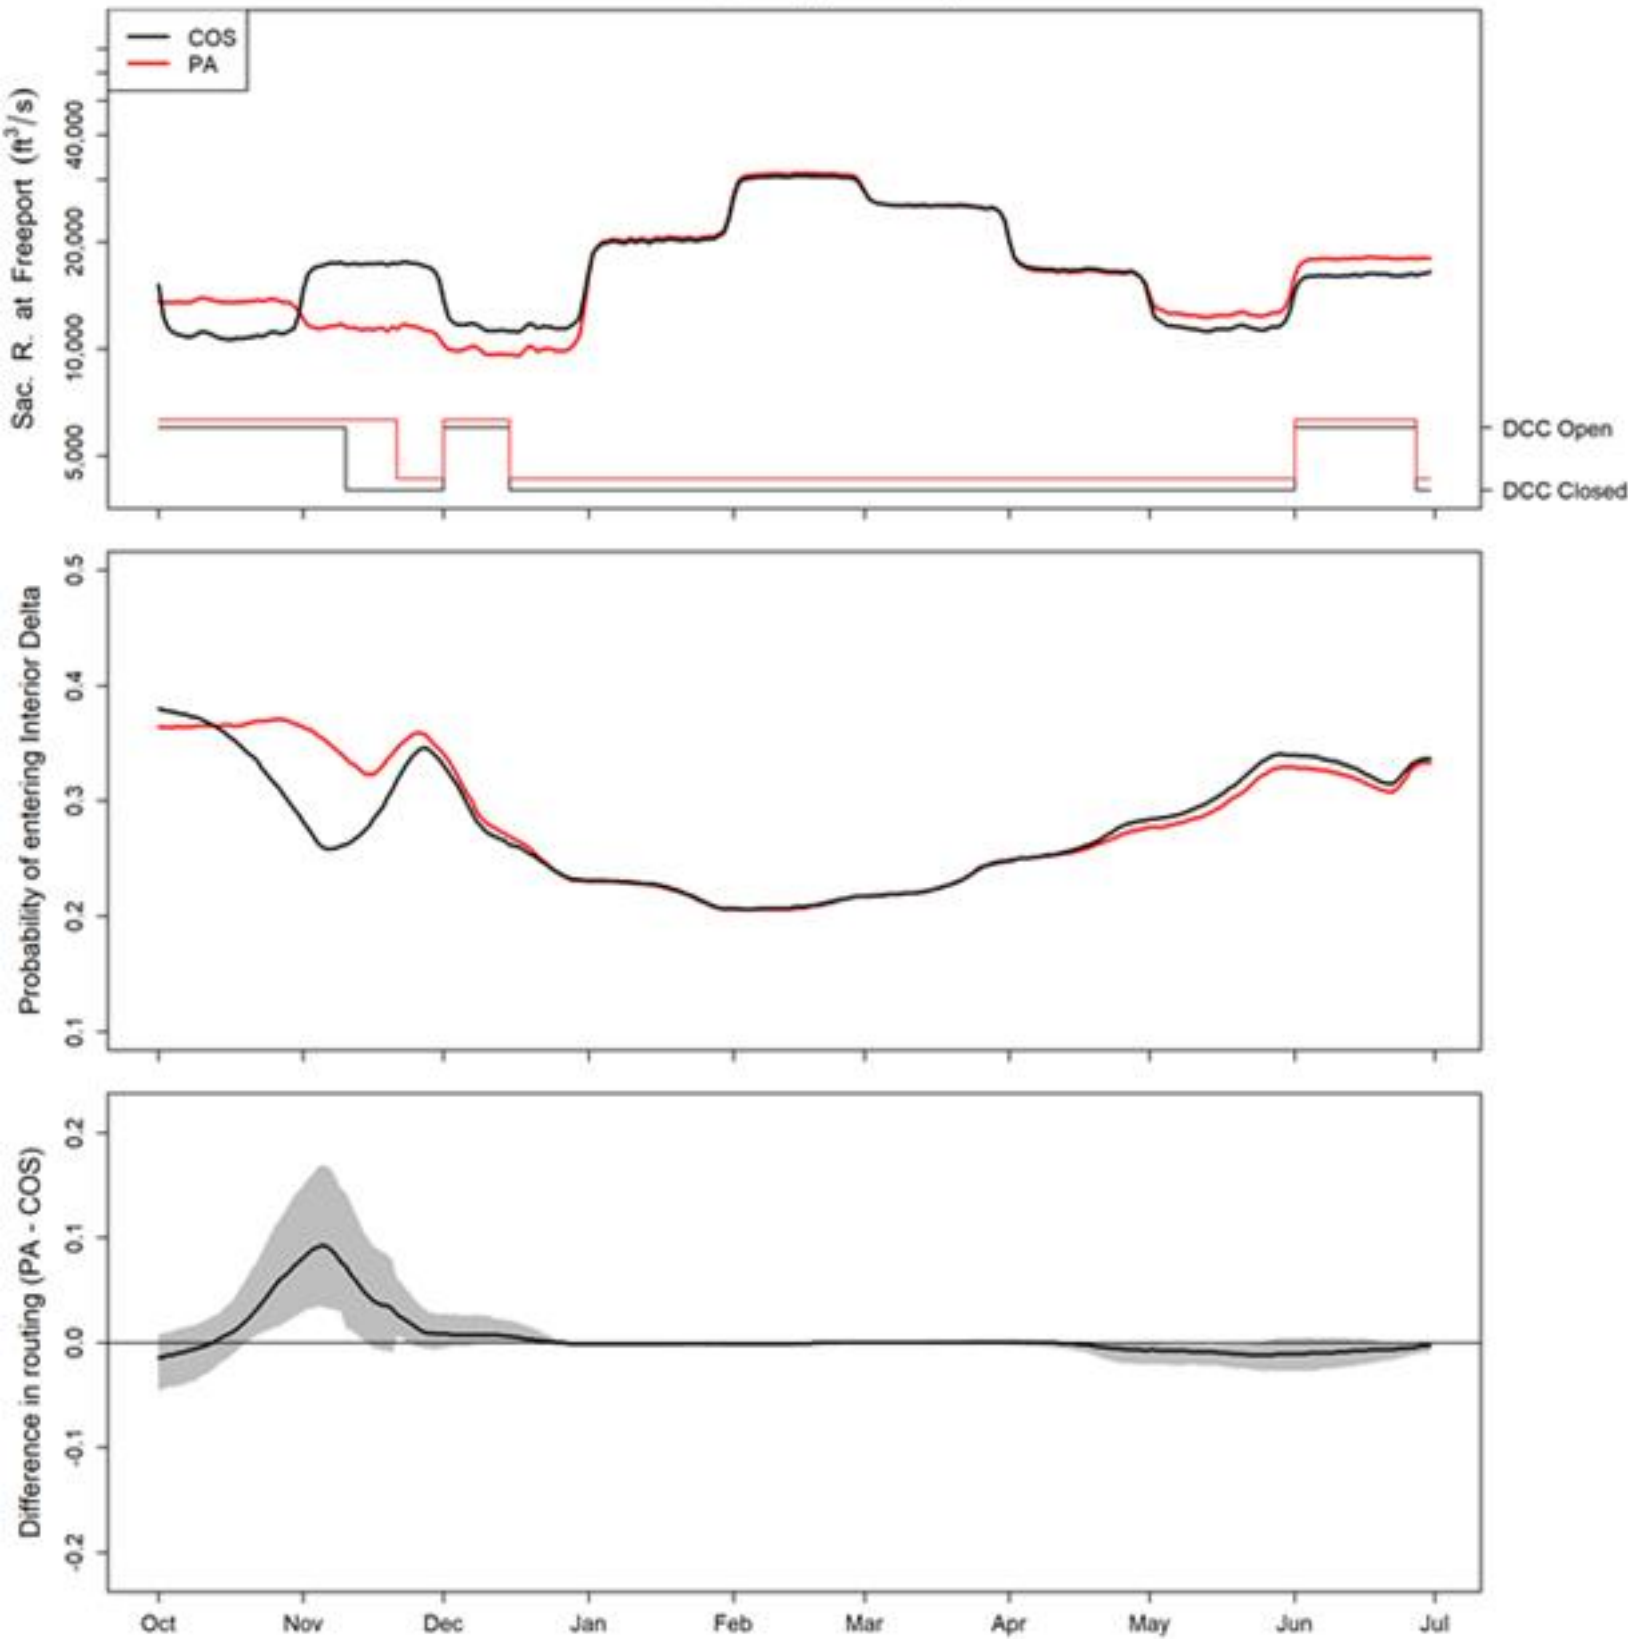 COS
PA
Sac. R. at Freeport (ft³/s)
40,000
20,000
10,000
5,000
DCC Open
DCC Closed
Probability of entering Interior Delta
0.5
0.4
0.3
0.2
0.1
Difference in routing (PA - COS)
0.2
0.1
0.0
-0.1
-0.2
Oct Nov Dec Jan Feb Mar Apr May Jun Jul